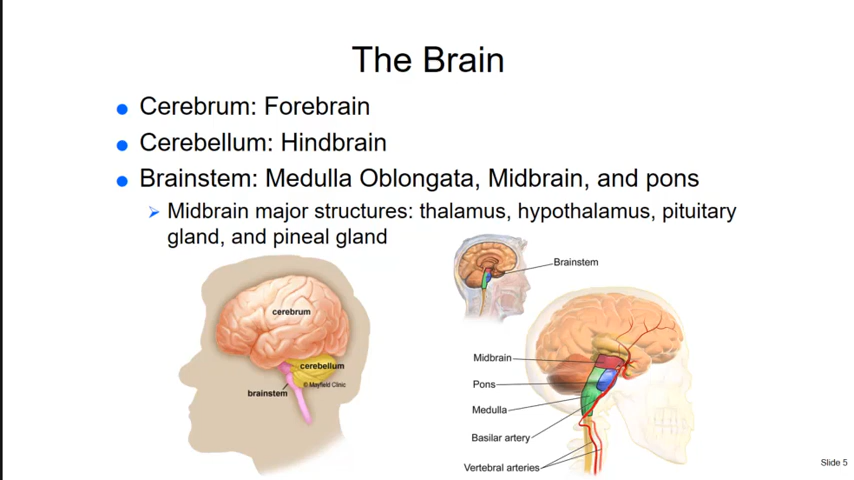 The Brain
Cerebrum: Forebrain
Cerebellum: Hindbrain
Brainstem: Medulla Oblongata, Midbrain, and pons
Midbrain major structures: thalamus, hypothalamus, pituitary
gland, and pineal gland
cerebrum
cerebellum
© Mayfield Clinic
brainstem
Brainstem
Midbrain
Pons
Medulla
Basilar artery
Vertebral arteries
Slide 5